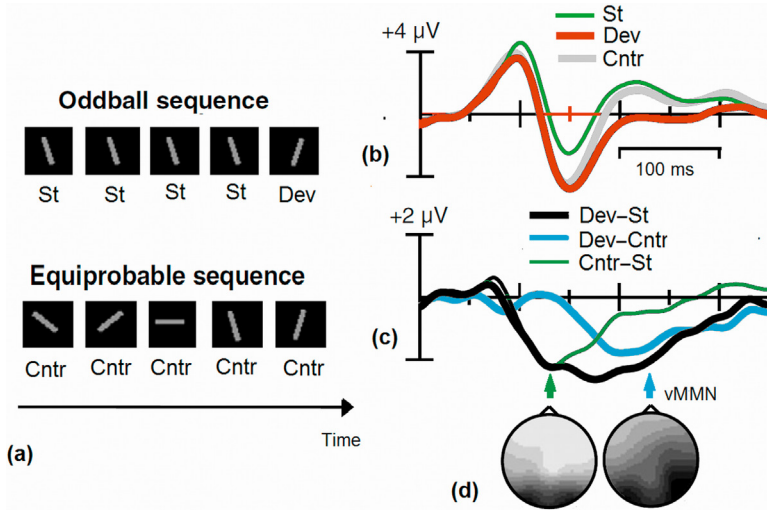 Oddball sequence
St St St St Dev
Equiprobable sequence
Cntr Cntr Cntr Cntr Cntr
Time
(a)
+4 µV
St
Dev
Cntr
(b)
100 ms
+2 µV
Dev–St
Dev–Cntr
Cntr–St
(c)
vMMN
(d)